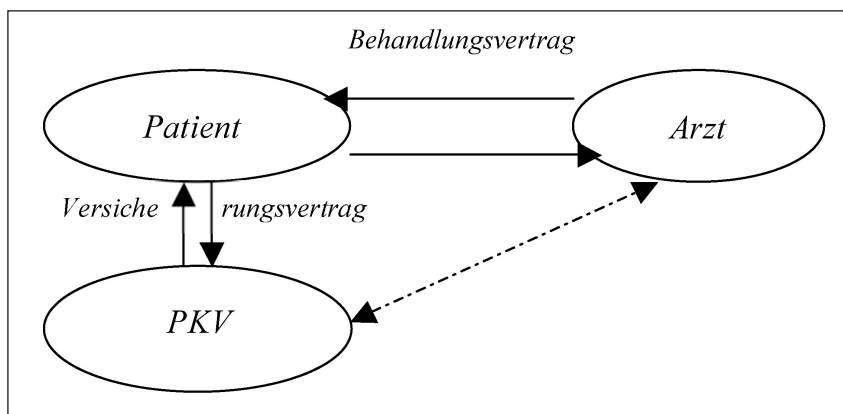 Behandlungsvertrag
Patient
Arzt
Versiche rungsvertrag
PKV